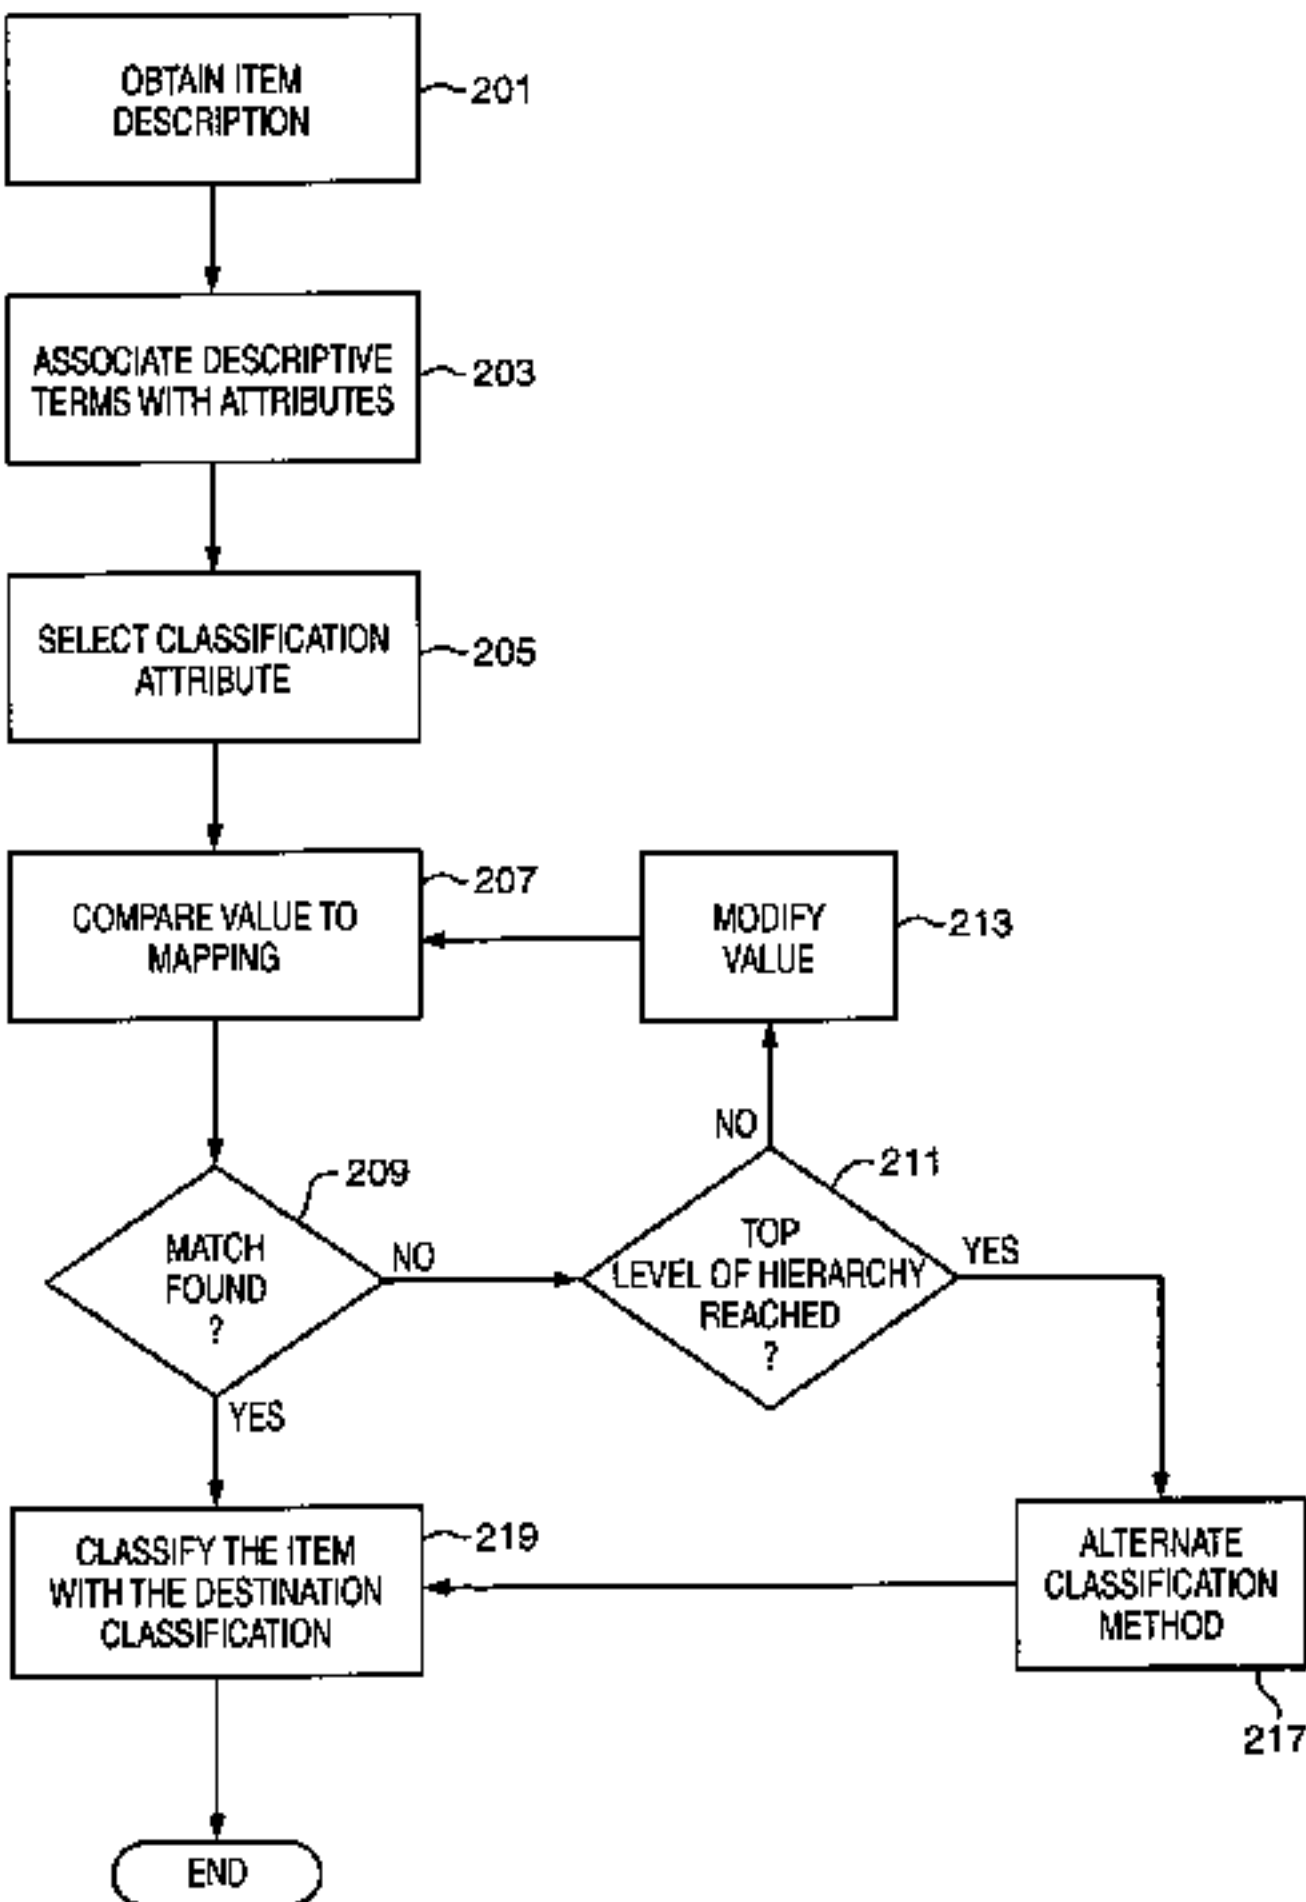 OBTAIN ITEM
DESCRIPTION
201
ASSOCIATE DESCRIPTIVE
TERMS WITH ATTRIBUTES
203
SELECT CLASSIFICATION
ATTRIBUTE
205
COMPARE VALUE TO
MAPPING
207
MODIFY
VALUE
213
MATCH
FOUND
?
209
NO
YES
TOP
LEVEL OF HIERARCHY
REACHED
?
211
NO
YES
CLASSIFY THE ITEM
WITH THE DESTINATION
CLASSIFICATION
219
ALTERNATE
CLASSIFICATION
METHOD
217
END